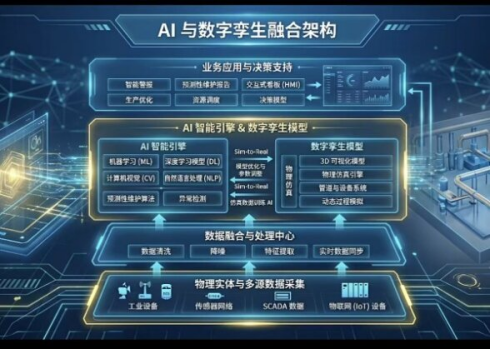 AI 与数字孪生融合架构
业务应用与决策支持
智能警报 预测性维护报告 交互式看板 (HMI)
生产优化 资源调度 决策模型
AI 智能引擎 & 数字孪生模型
AI 智能引擎
机器学习 (ML) 深度学习模型 (DL)
计算机视觉 (CV) 自然语言处理 (NLP)
预测性维护算法 异常检测
Sim-to-Real
模型优化与
参数调整
Sim-to-Real
仿真数据训练 AI
数字孪生模型
物理仿真
3D 可视化模型
物理仿真引擎
管道与设备系统
动态过程模拟
数据融合与处理中心
数据清洗 降噪 特征提取 实时数据同步
物理实体与多源数据采集
工业设备 传感器网络 SCADA 数据 物联网 (IoT) 设备